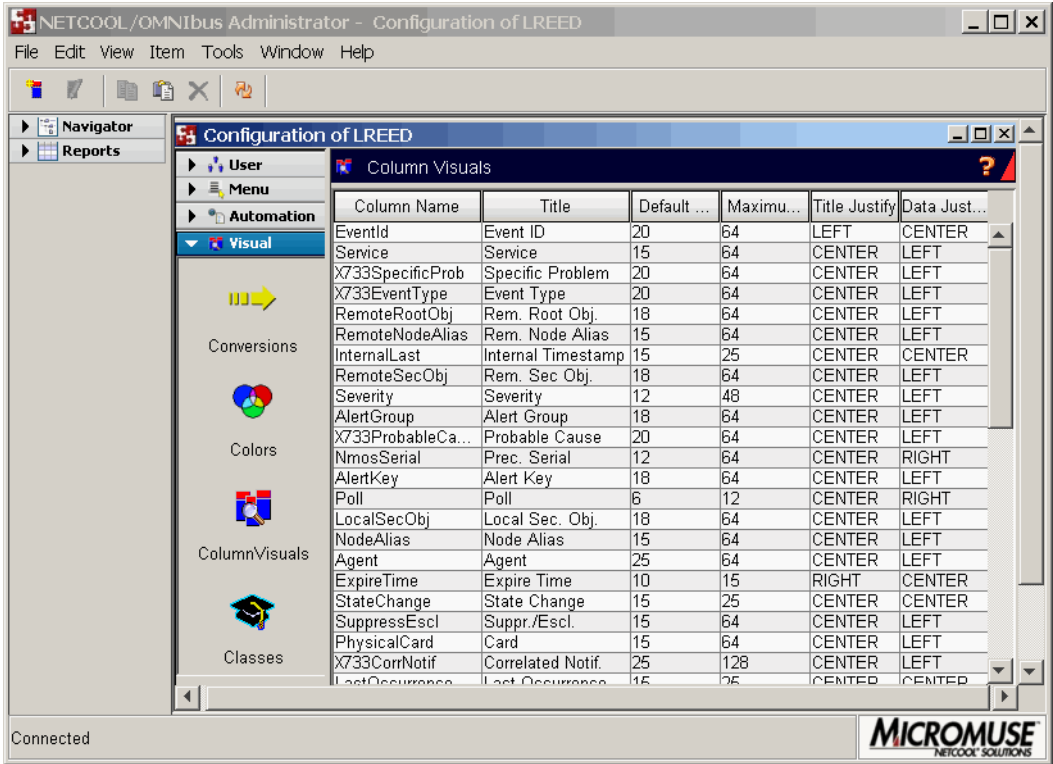 NETCOOL/OMNIbus Administrator - Configuration of LREED
File Edit View Item Tools Window Help
Navigator
Reports
Configuration of LREED
User
Menu
Automation
Visual
Conversions
Colors
ColumnVisuals
Classes
Column Visuals
?
Column Name Title Default ... Maximu... Title Justify Data Just...
EventId Event ID 20 64 LEFT CENTER
Service Service 15 64 CENTER LEFT
X733SpecificProb Specific Problem 20 64 CENTER LEFT
X733EventType Event Type 20 64 CENTER LEFT
RemoteRootObj Rem. Root Obj. 18 64 CENTER LEFT
RemoteNodeAlias Rem. Node Alias 15 64 CENTER LEFT
InternalLast Internal Timestamp 15 25 CENTER CENTER
RemoteSecObj Rem. Sec Obj. 18 64 CENTER LEFT
Severity Severity 12 48 CENTER LEFT
AlertGroup Alert Group 18 64 CENTER LEFT
X733ProbableCa... Probable Cause 20 64 CENTER LEFT
NmosSerial Prec. Serial 12 64 CENTER RIGHT
AlertKey Alert Key 18 64 CENTER LEFT
Poll Poll 6 12 CENTER RIGHT
LocalSecObj Local Sec. Obj. 18 64 CENTER LEFT
NodeAlias Node Alias 15 64 CENTER LEFT
Agent Agent 25 64 CENTER LEFT
ExpireTime Expire Time 10 15 RIGHT CENTER
StateChange State Change 15 25 CENTER CENTER
SuppressEscl Suppr./Escl. 15 64 CENTER LEFT
PhysicalCard Card 15 64 CENTER LEFT
X733CorrNotif Correlated Notif. 25 128 CENTER LEFT
LastOccurrence Last Occurrence 15 25 CENTER CENTER
Connected
MICROMUSE
NETCOOL® SOLUTIONS